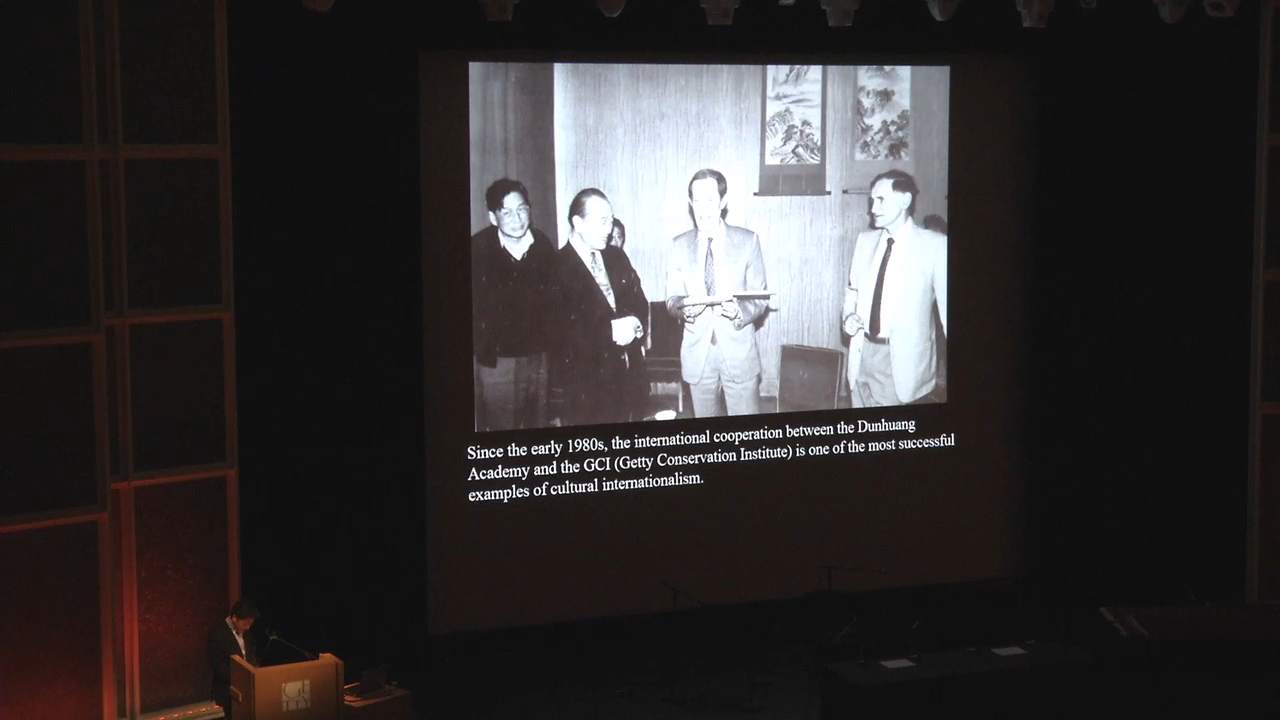 Since the early 1980s, the international cooperation between the Dunhuang
Academy and the GCI (Getty Conservation Institute) is one of the most successful
examples of cultural internationalism.